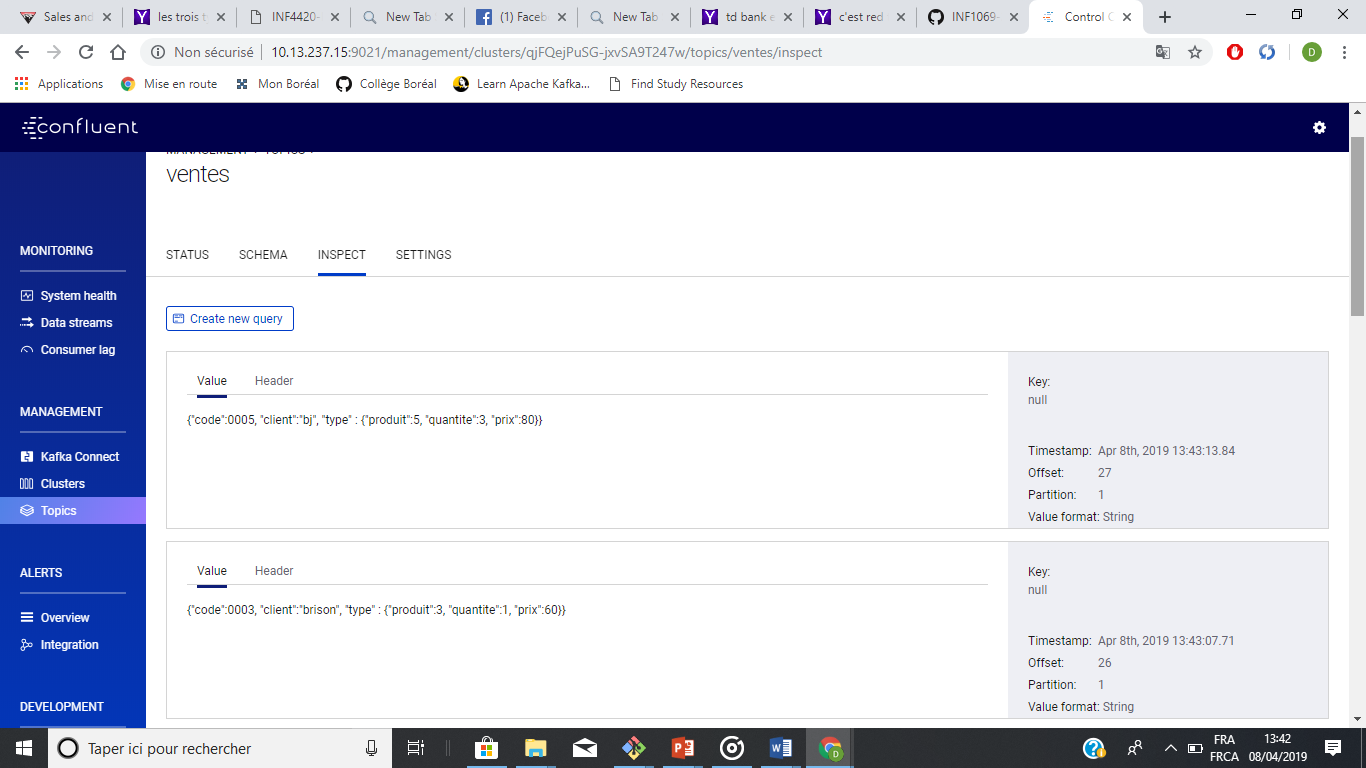 Sales and
les trois t
INF4420-
New Tab
(1) Faceb
New Tab
td bank e
c'est red
INF1069-
Control C
Non sécurisé
10.13.237.15:9021/management/clusters/qjFQejPuSG-jxvSA9T247w/topics/ventes/inspect
D
Applications
Mise en route
Mon Boréal
Collège Boréal
Learn Apache Kafka...
Find Study Resources
confluent
MANAGEMENT > TOPICS >
ventes
MONITORING
System health
Data streams
Consumer lag
MANAGEMENT
Kafka Connect
Clusters
Topics
ALERTS
Overview
Integration
DEVELOPMENT
STATUS
SCHEMA
INSPECT
SETTINGS
Create new query
Value
Header
{"code":0005, "client":"bj", "type" : {"produit":5, "quantite":3, "prix":80}}
Key:
null
Timestamp: Apr 8th, 2019 13:43:13.84
Offset: 27
Partition: 1
Value format: String
Value
Header
{"code":0003, "client":"brison", "type" : {"produit":3, "quantite":1, "prix":60}}
Key:
null
Timestamp: Apr 8th, 2019 13:43:07.71
Offset: 26
Partition: 1
Value format: String
Taper ici pour rechercher
FRA
FRCA
13:42
08/04/2019